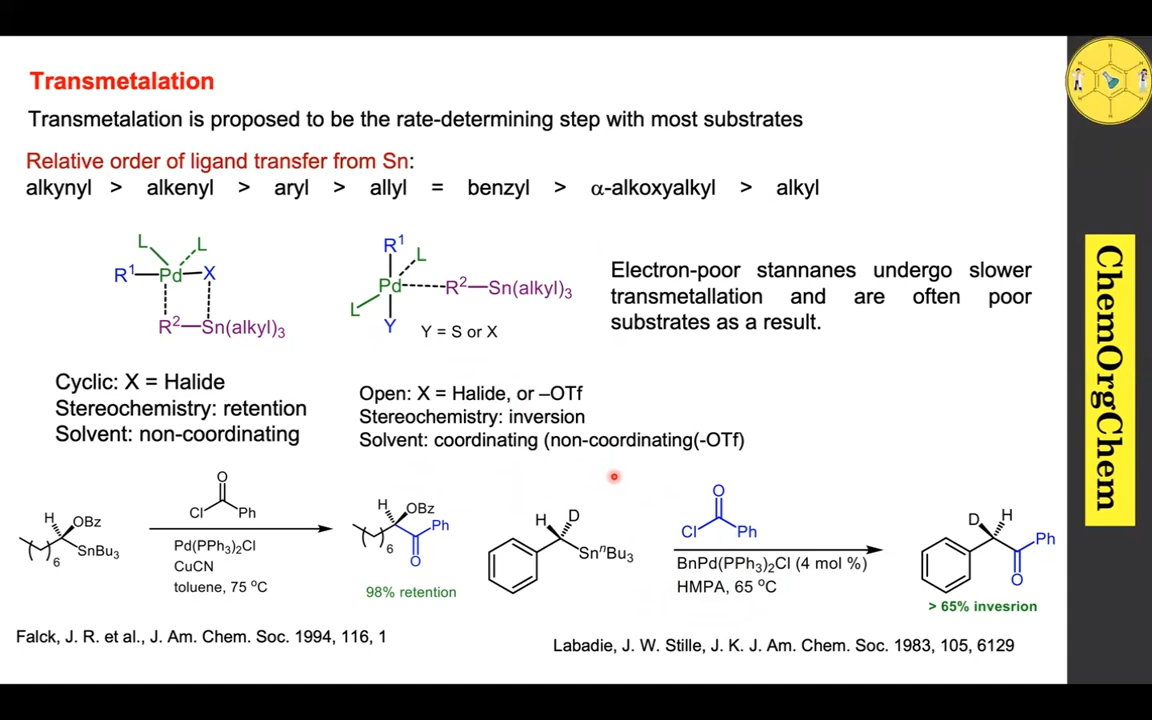 Transmetalation
Transmetalation is proposed to be the rate-determining step with most substrates
Relative order of ligand transfer from Sn:
alkynyl > alkenyl > aryl > allyl = benzyl > α-alkoxyalkyl > alkyl
L L
R¹ Pd X
R² Sn(alkyl)₃
R¹
L
Pd R² Sn(alkyl)₃
L
Y
Y = S or X
Electron-poor stannanes undergo slower
transmetallation and are often poor
substrates as a result.
Cyclic: X = Halide
Stereochemistry: retention
Solvent: non-coordinating
Open: X = Halide, or –OTf
Stereochemistry: inversion
Solvent: coordinating (non-coordinating(-OTf)
H OBz
( )₆ SnBu₃
O
Cl Ph
Pd(PPh₃)₂Cl
CuCN
toluene, 75 ºC
H OBz
Ph
( )₆
O
98% retention
H D
SnⁿBu₃
O
Cl Ph
BnPd(PPh₃)₂Cl (4 mol %)
HMPA, 65 ºC
D H
Ph
O
> 65% invesrion
Falck, J. R. et al., J. Am. Chem. Soc. 1994, 116, 1
Labadie, J. W. Stille, J. K. J. Am. Chem. Soc. 1983, 105, 6129
ChemOrgChem